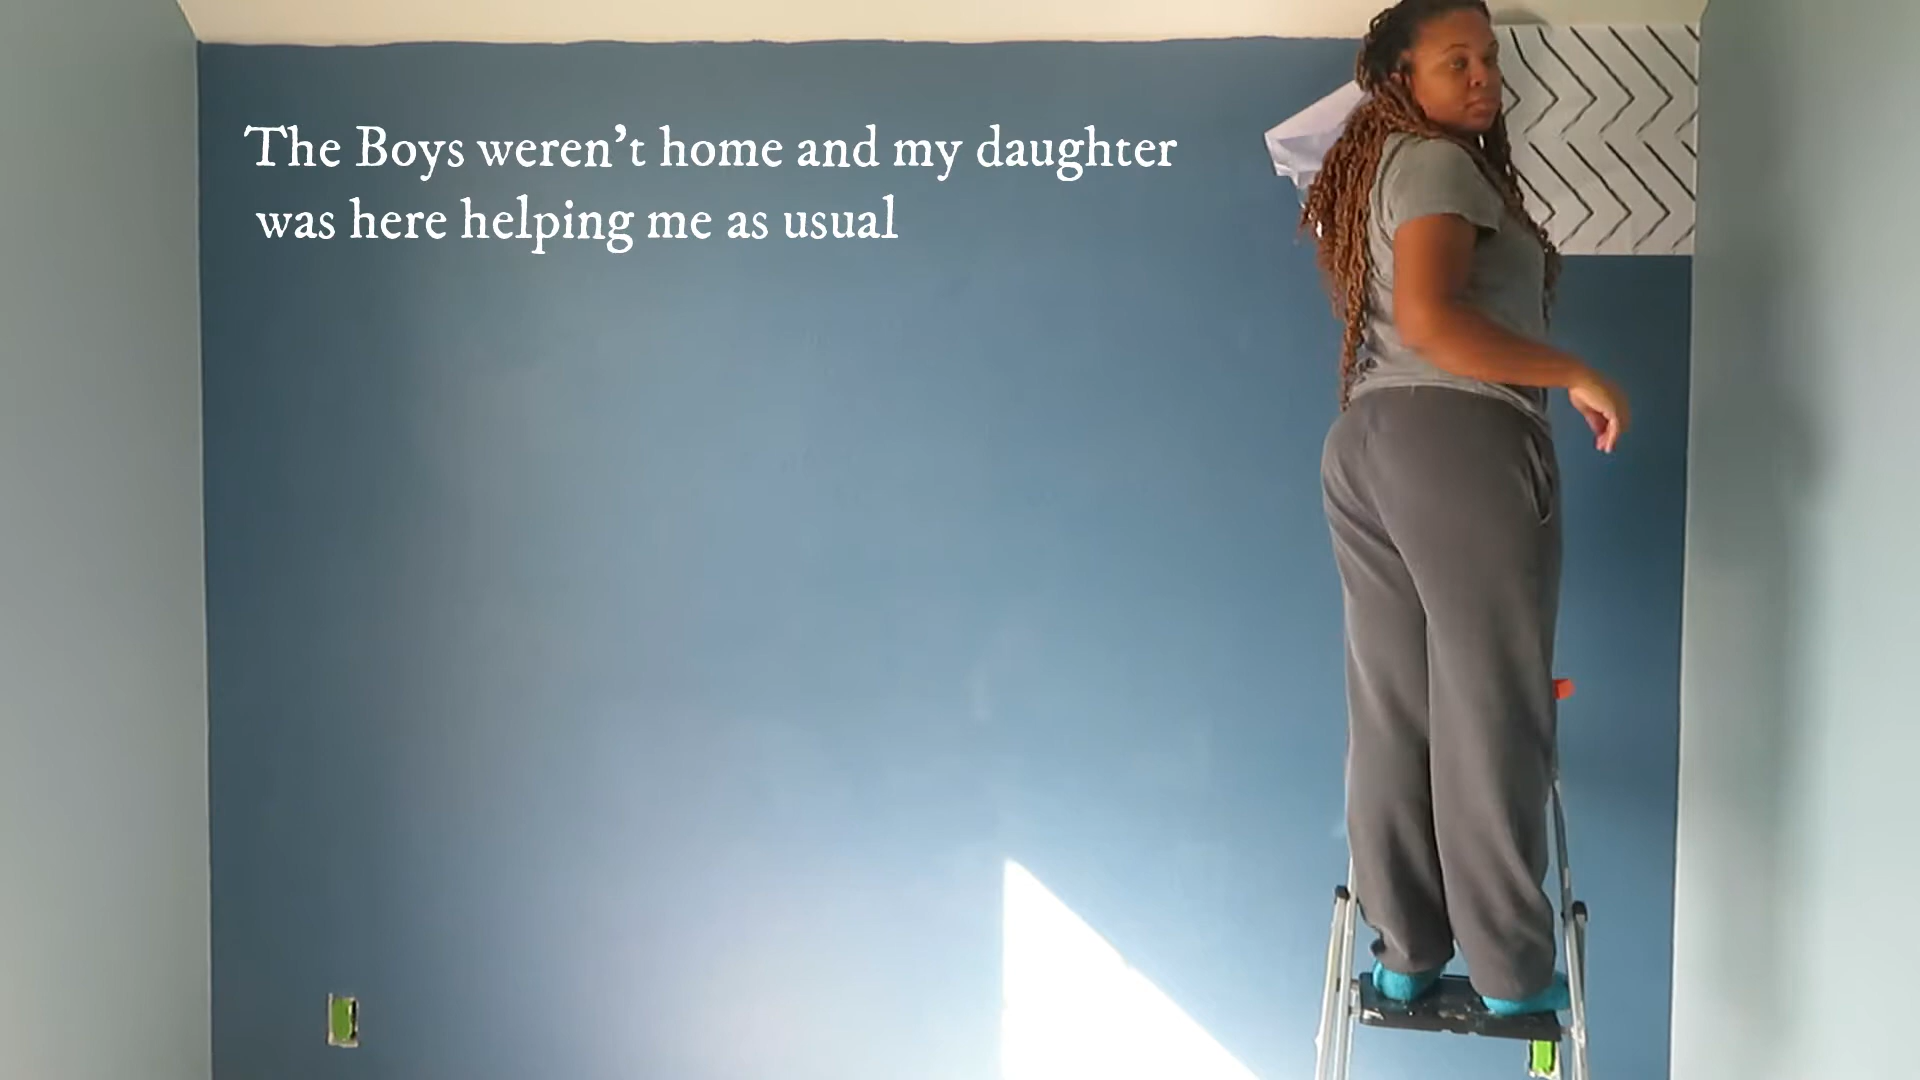 The Boys weren’t home and my daughter
was here helping me as usual